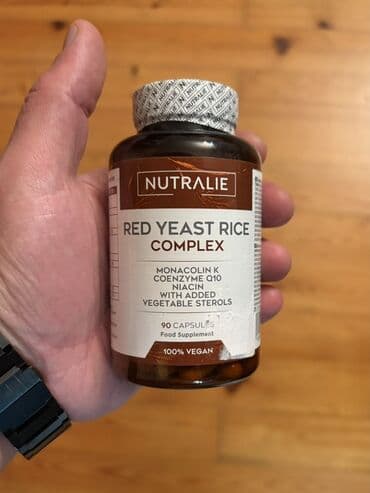 NUTRALIE
NUTRALIE
RED YEAST RICE
COMPLEX
MONACOLIN K
COENZYME Q10
NIACIN
WITH ADDED
VEGETABLE STEROLS
90 CAPSULES
Food Supplement
100% VEGAN